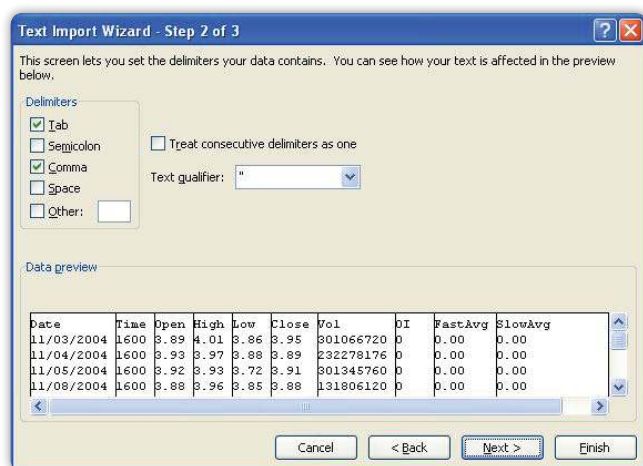 Text Import Wizard - Step 2 of 3
This screen lets you set the delimiters your data contains. You can see how your text is affected in the preview
below.
Delimiters
Tab
Semicolon
Comma
Space
Other:
Treat consecutive delimiters as one
Text qualifier: "
Data preview
Date Time Open High Low Close Vol OI FastAvg SlowAvg
11/03/2004 1600 3.89 4.01 3.86 3.95 301066720 0 0.00 0.00
11/04/2004 1600 3.93 3.97 3.88 3.89 232278176 0 0.00 0.00
11/05/2004 1600 3.92 3.93 3.72 3.91 301345760 0 0.00 0.00
11/08/2004 1600 3.88 3.96 3.85 3.88 131806120 0 0.00 0.00
Cancel < Back Next > Finish